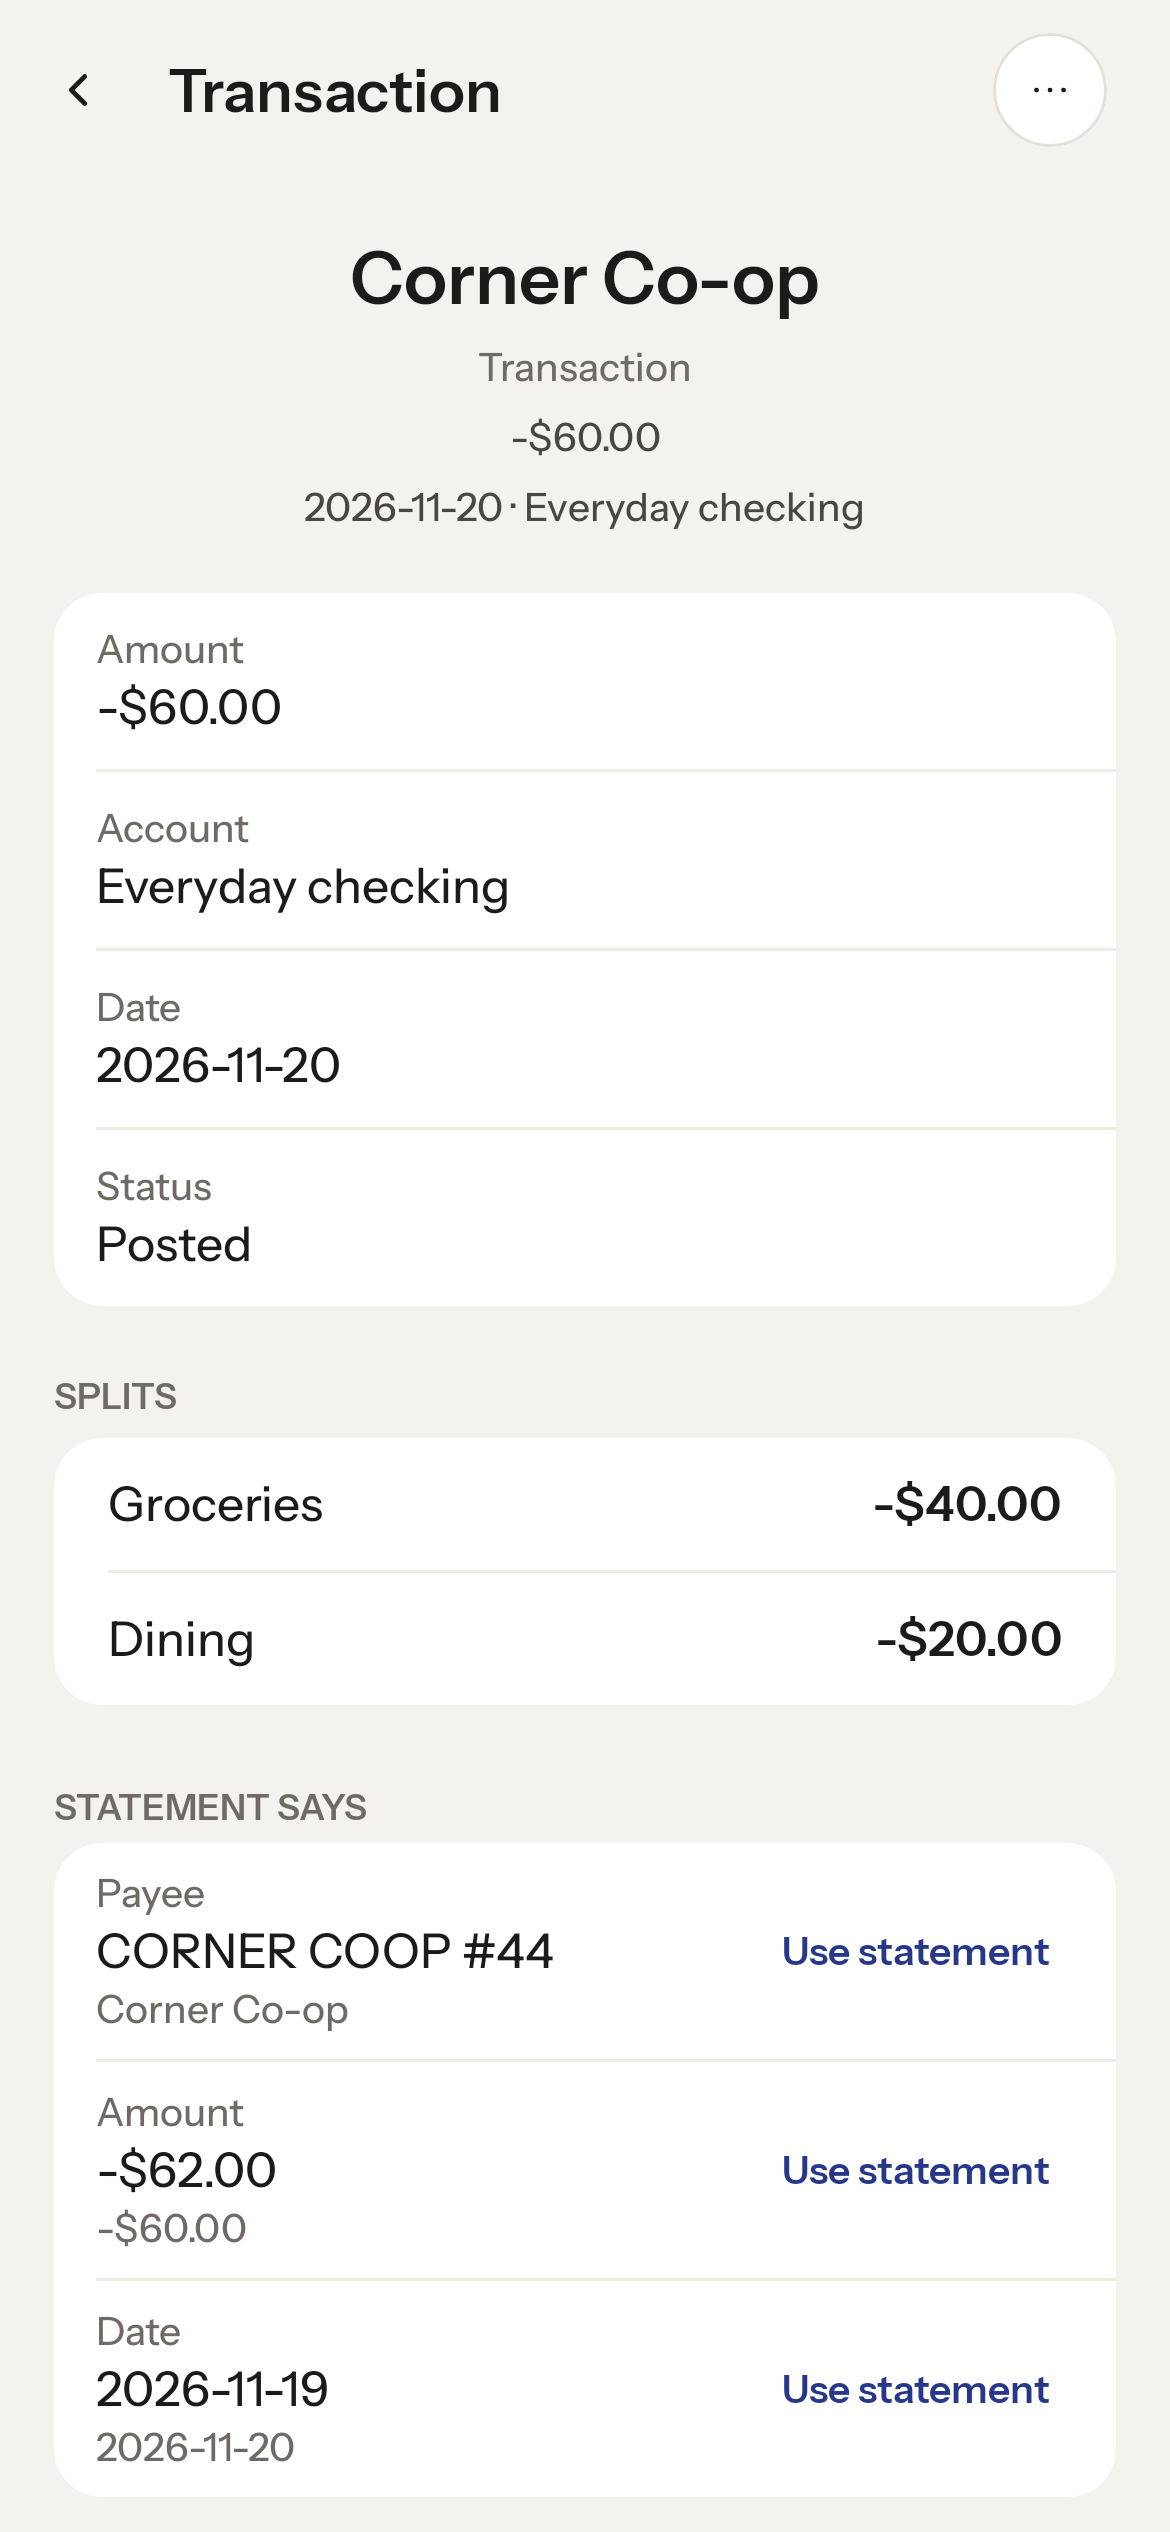 Transaction
...
Corner Co-op
Transaction
-$60.00
2026-11-20 · Everyday checking
Amount
-$60.00
Account
Everyday checking
Date
2026-11-20
Status
Posted
SPLITS
Groceries -$40.00
Dining -$20.00
STATEMENT SAYS
Payee
CORNER COOP #44 Use statement
Corner Co-op
Amount
-$62.00 Use statement
-$60.00
Date
2026-11-19 Use statement
2026-11-20